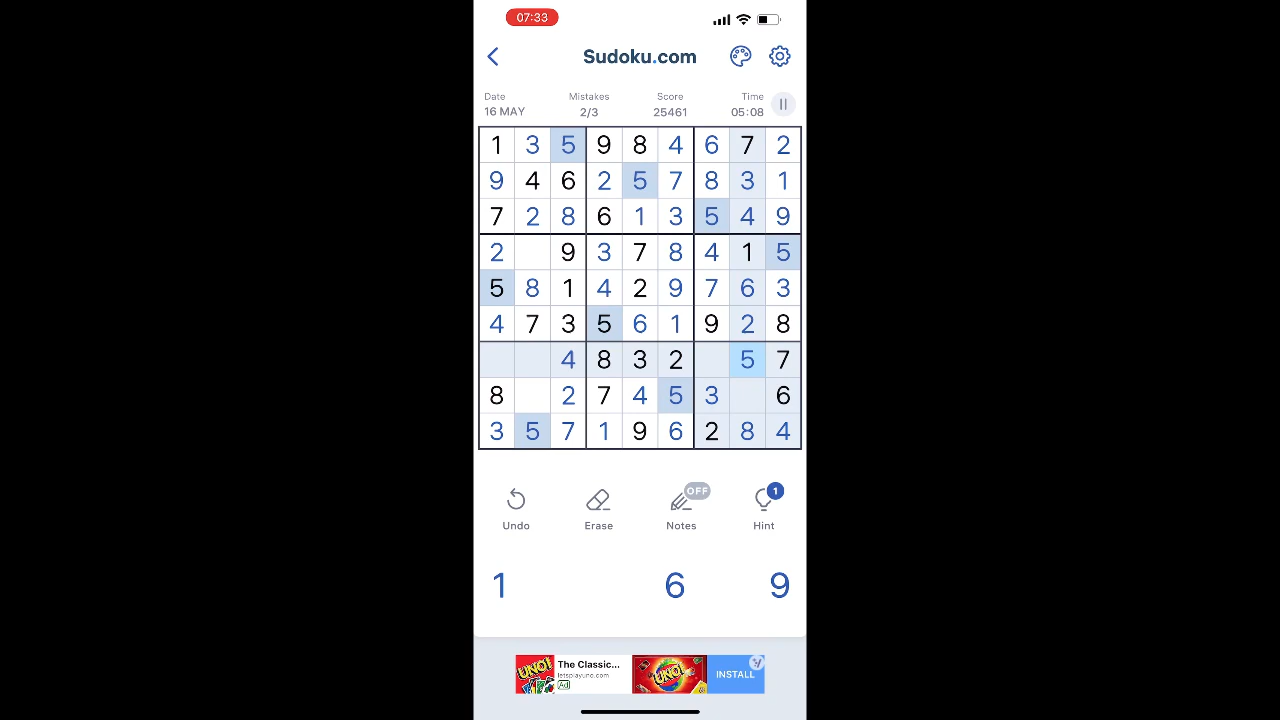 07:33
Sudoku.com
Date Mistakes Score Time
16 MAY 2/3 25461 05:08
1 3 5 9 8 4 6 7 2
9 4 6 2 5 7 8 3 1
7 2 8 6 1 3 5 4 9
2 9 3 7 8 4 1 5
5 8 1 4 2 9 7 6 3
4 7 3 5 6 1 9 2 8
4 8 3 2 5 7
8 2 7 4 5 3 6
3 5 7 1 9 6 2 8 4
OFF 1
Undo Erase Notes Hint
1 6 9
The Classic...
letsplayuno.com
Ad
UNO!
UNO!
INSTALL